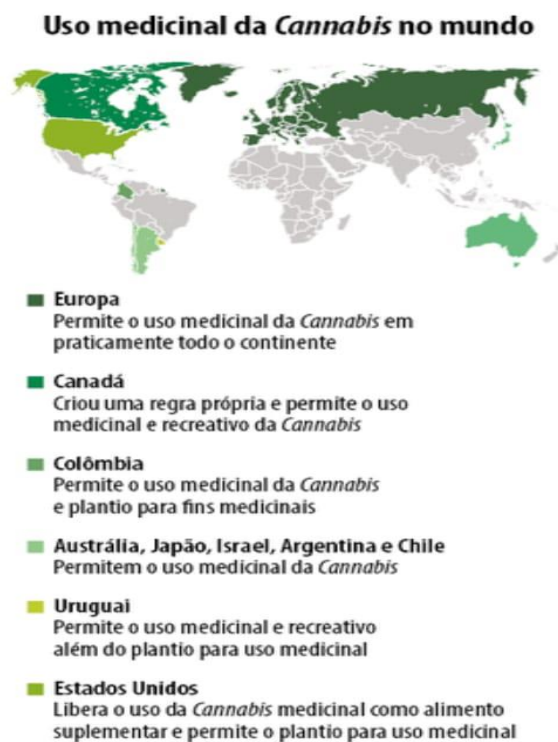 Uso medicinal da Cannabis no mundo
Europa
Permite o uso medicinal da Cannabis em
praticamente todo o continente
Canadá
Criou uma regra própria e permite o uso
medicinal e recreativo da Cannabis
Colômbia
Permite o uso medicinal da Cannabis
e plantio para fins medicinais
Austrália, Japão, Israel, Argentina e Chile
Permitem o uso medicinal da Cannabis
Uruguai
Permite o uso medicinal e recreativo
além do plantio para uso medicinal
Estados Unidos
Libera o uso da Cannabis medicinal como alimento
suplementar e permite o plantio para uso medicinal